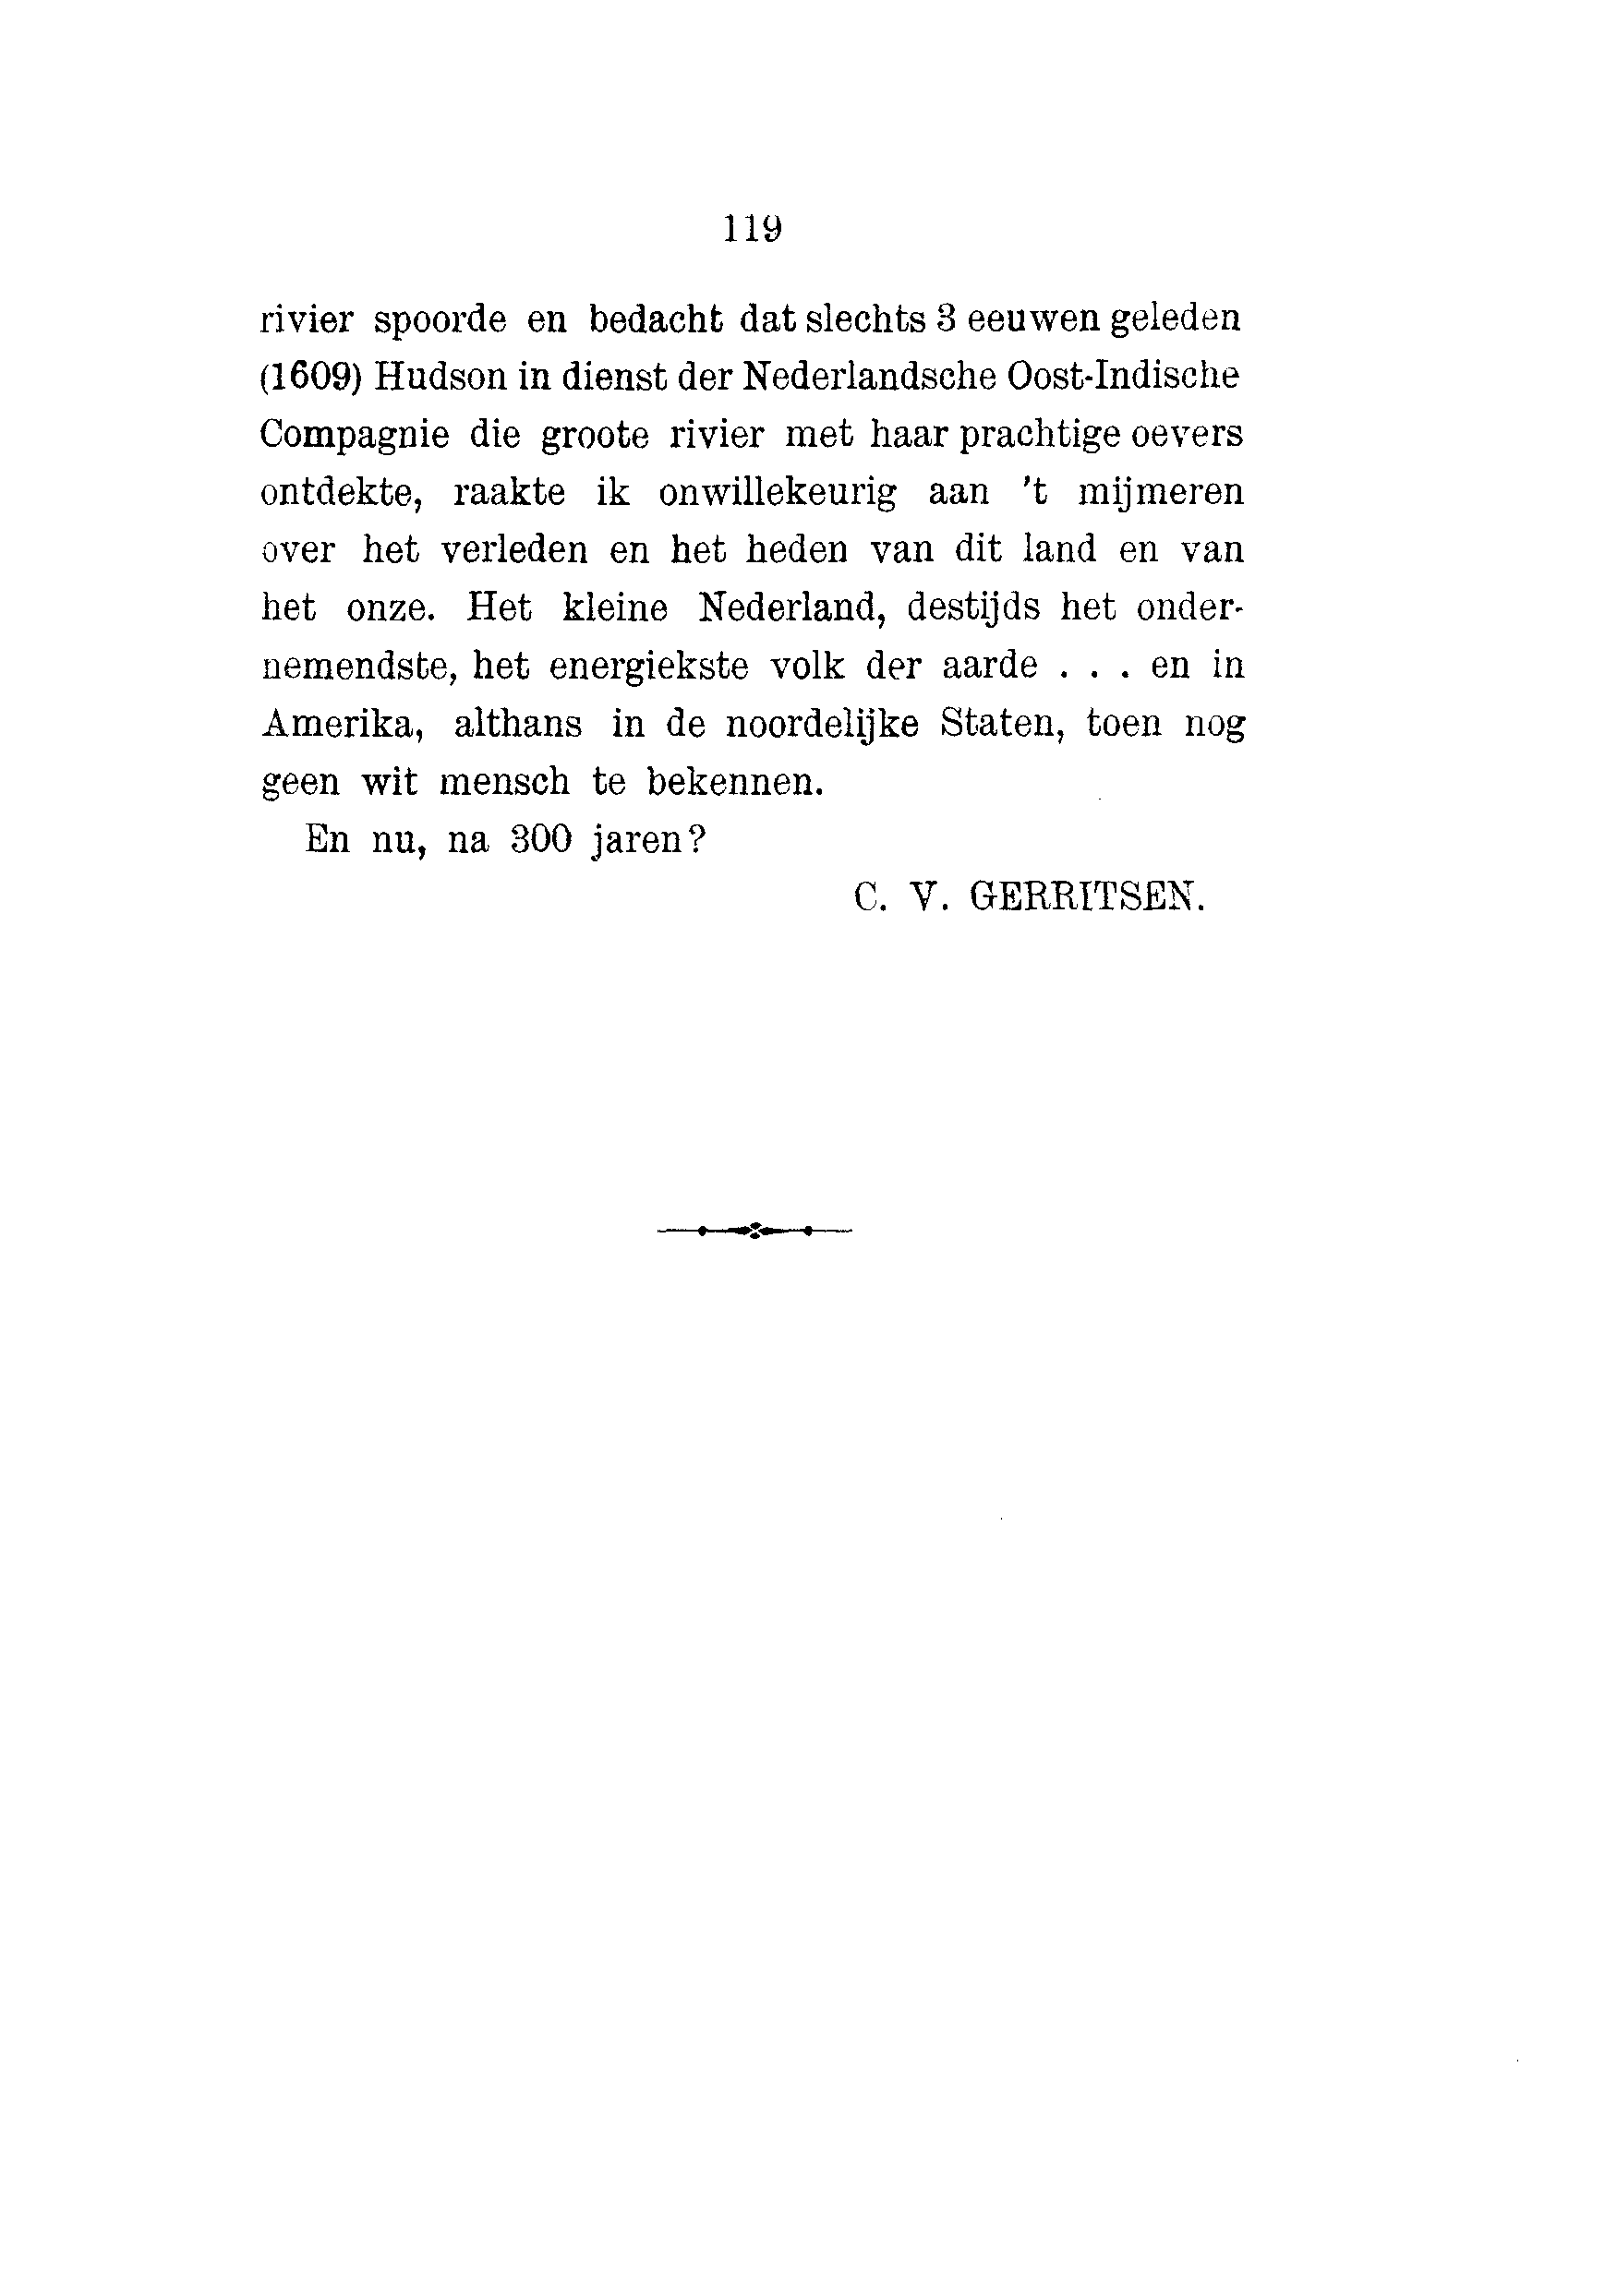 119
rivier spoorde en bedacht dat slechts 3 eeuwen geleden
(1609) Hudson in dienst der Nederlandsche Oost-Indische
Compagnie die groote rivier met haar prachtige oevers
ontdekte, raakte ik onwillekeurig aan 't mijmeren
over het verleden en het heden van dit land en van
het onze. Het kleine Nederland, destijds het onder-
nemendste, het energiekste volk der aarde . . . en in
Amerika, althans in de noordelijke Staten, toen nog
geen wit mensch te bekennen.
En nu, na 300 jaren?
C. V. GERRITSEN.